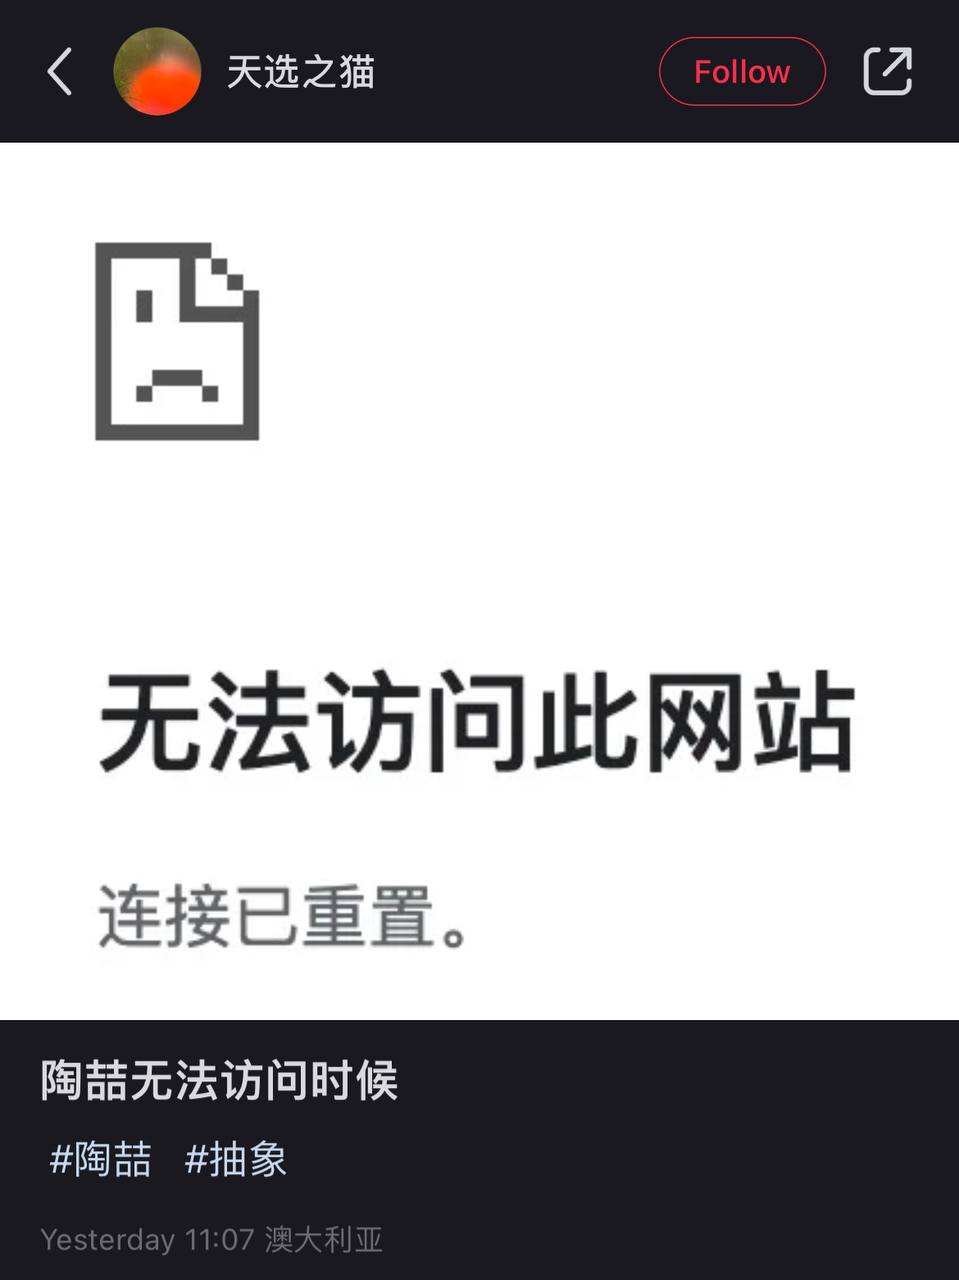 天选之猫
Follow
无法访问此网站
连接已重置。
陶喆无法访问时候
#陶喆 #抽象
Yesterday 11:07 澳大利亚